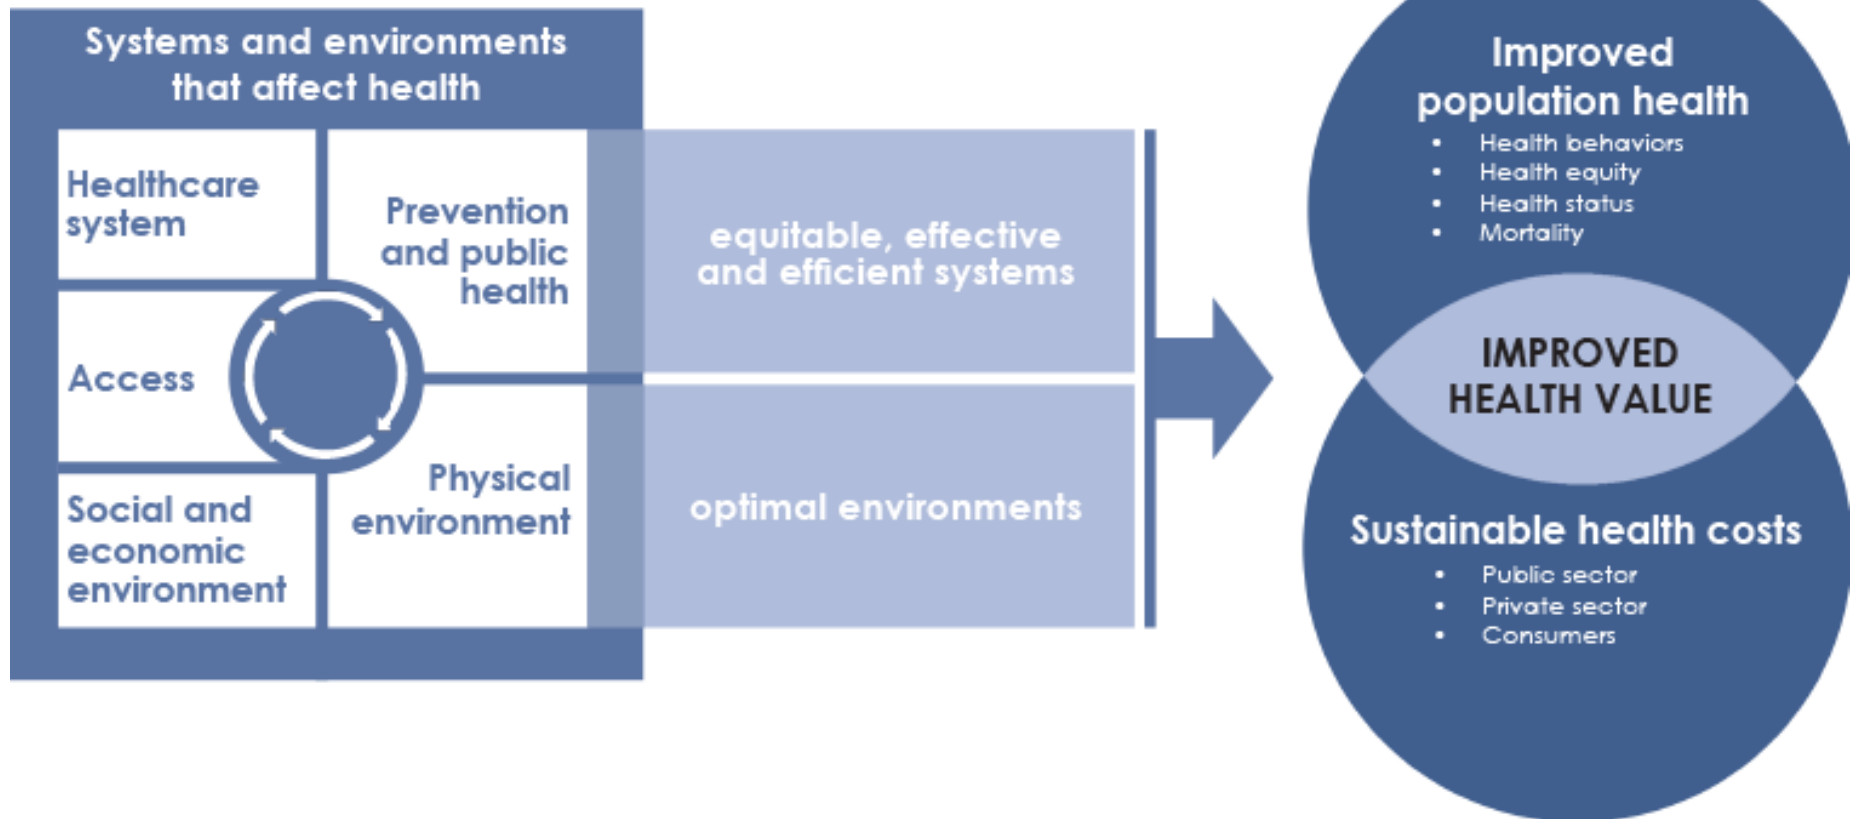 Systems and environments
that affect health
Healthcare
system
Prevention
and public
health
Access
Social and
economic
environment
Physical
environment
equitable, effective
and efficient systems
optimal environments
Improved
population health
• Health behaviors
• Health equity
• Health status
• Mortality
IMPROVED
HEALTH VALUE
Sustainable health costs
• Public sector
• Private sector
• Consumers